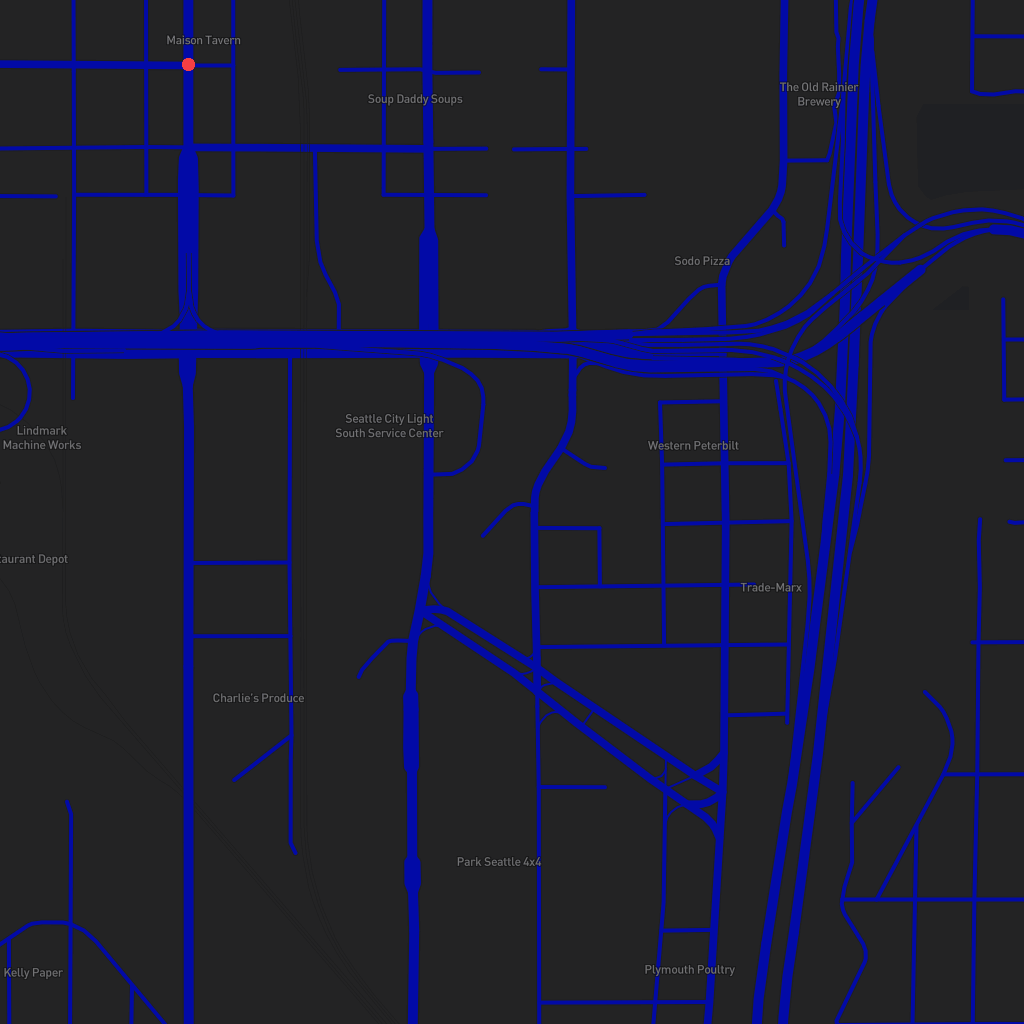 Maison Tavern
Soup Daddy Soups
The Old Rainier
Brewery
Sodo Pizza
Seattle City Light
South Service Center
Lindmark
Machine Works
Western Peterbilt
taurant Depot
Trade-Marx
Charlie's Produce
Park Seattle 4x4
Kelly Paper
Plymouth Poultry